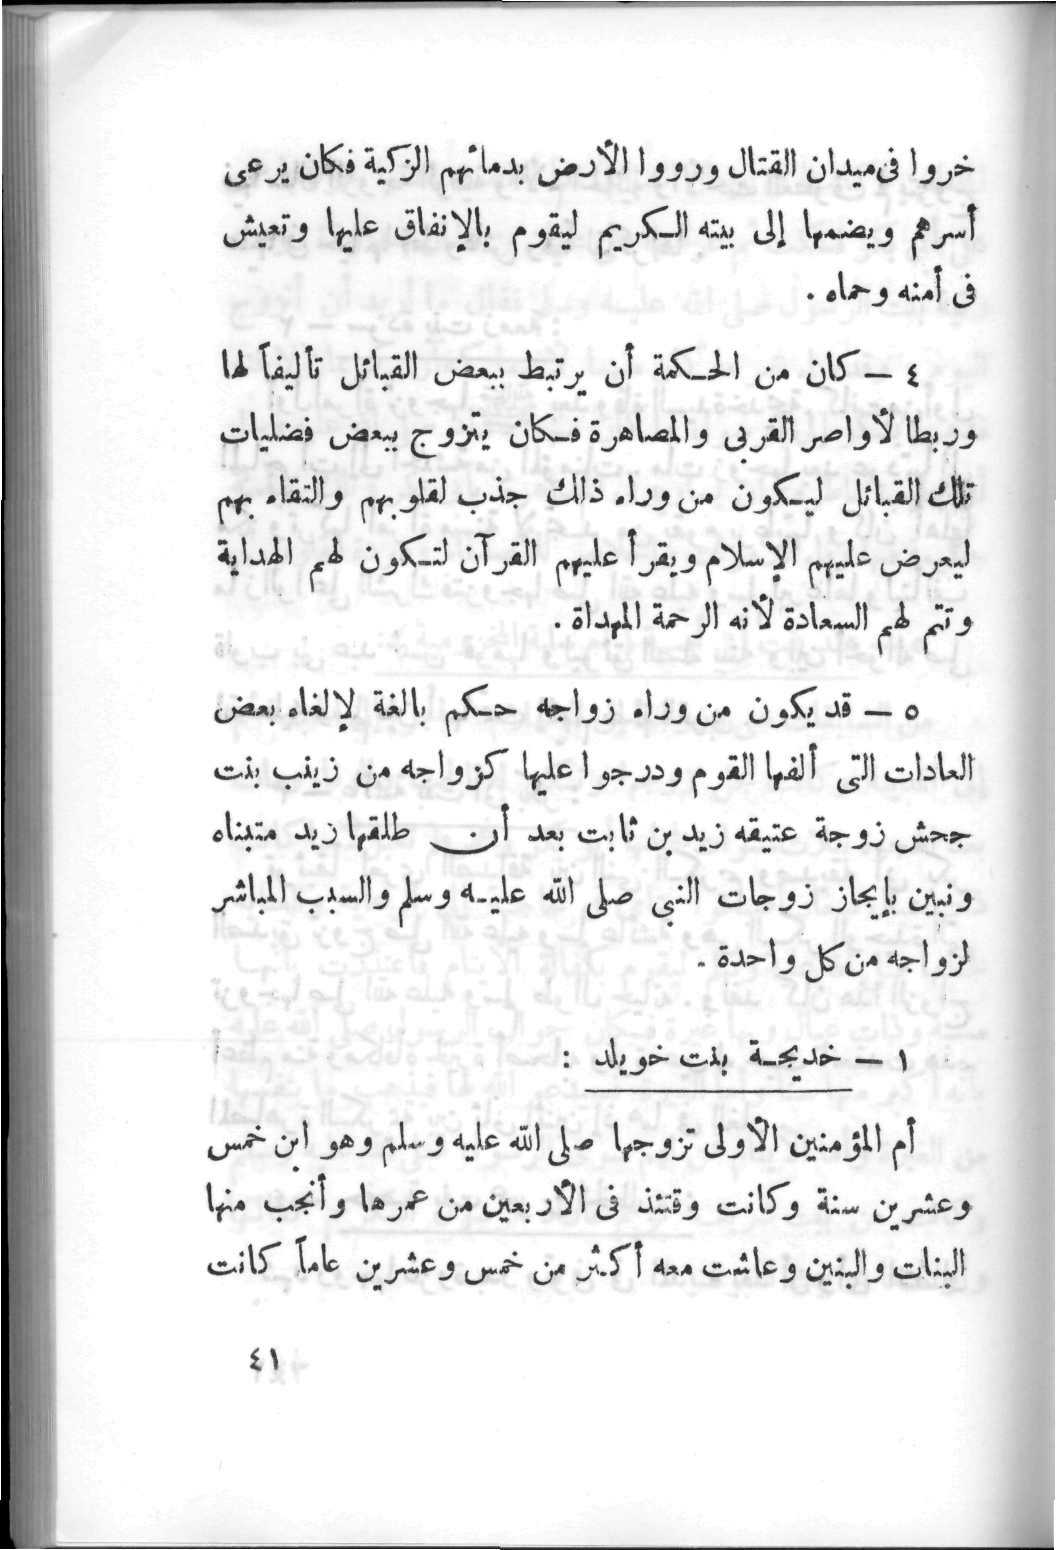 خروا فى ميدان القتال ورووا الأرض بدمائهم الزكية فكان يرعى
أسرهم ويضمها إلى بيته الكريم ليقوم بالإنفاق عليها وتعيش
فى أمنه وحماه .
٤ – كان من الحكمة أن يرتبط ببعض القبائل تأليفاً لها
وربطا لأواصر القربى والمصاهرة فكان يتزوج ببعض فضليات
تلك القبائل ليكون من وراء ذلك جذب لقلوبهم والتقاء بهم
ليعرض عليهم الإسلام ويقرأ عليهم القرآن لتكون لهم الهداية
وتتم لهم السعادة لأنه الرحمة المهداة .
٥ – قد يكون من وراء زواجه حكم بالغة لإلغاء بعض
العادات التى ألفها القوم ودرجوا عليها كزواجه من زينب بنت
جحش زوجة عتيقه زيد بن ثابت بعد أن طلقها زيد متبناه
ونبين بإيجاز زوجات النبي صلى الله عليه وسلم والسبب المباشر
لزواجه من كل واحدة .
١ – خديجة بنت خويلد :
أم المؤمنين الأولى تزوجها صلى الله عليه وسلم وهو ابن خمس
وعشرين سنة وكانت وقتئذ فى الأربعين من عمرها وأنجب منها
البنات والبنين وعاشت معه أكثر من خمس وعشرين عاماً كانت
٤١